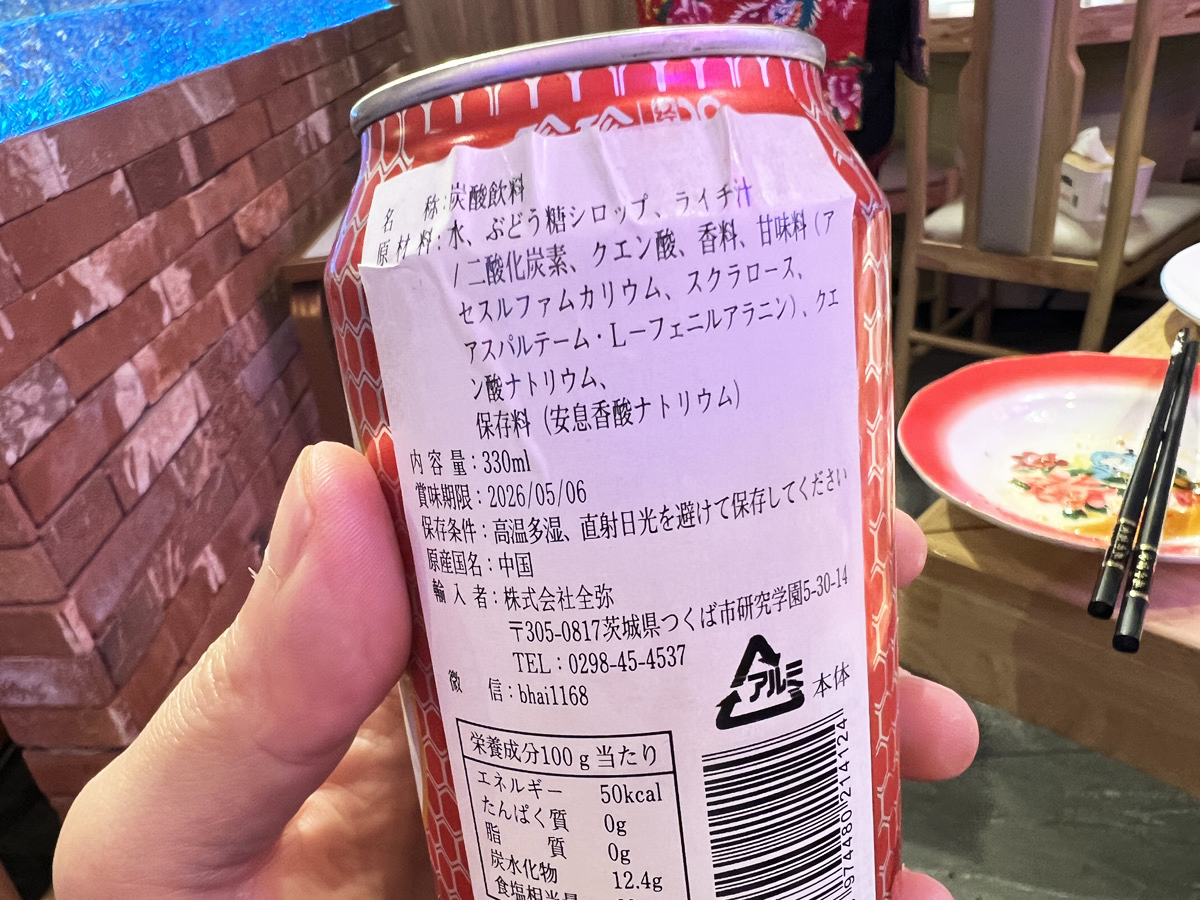 名 称:炭酸飲料
原材料:水、ぶどう糖シロップ、ライチ汁
/二酸化炭素、クエン酸、香料、甘味料(ア
セスルファムカリウム、スクラロース、
アスパルテーム・L-フェニルアラニン)、クエ
ン酸ナトリウム、
保存料(安息香酸ナトリウム)
内容量:330ml
賞味期限:2026/05/06
保存条件:高温多湿、直射日光を避けて保存してください
原産国名:中国
輸入者:株式会社全弥
〒305-0817茨城県つくば市研究学園5-30-14
TEL:0298-45-4537
微 信:bhai1168
アルミ 本体
栄養成分100g当たり
エネルギー 50kcal
たんぱく質 0g
脂 質 0g
炭水化物 12.4g
食塩相当量
974480214124